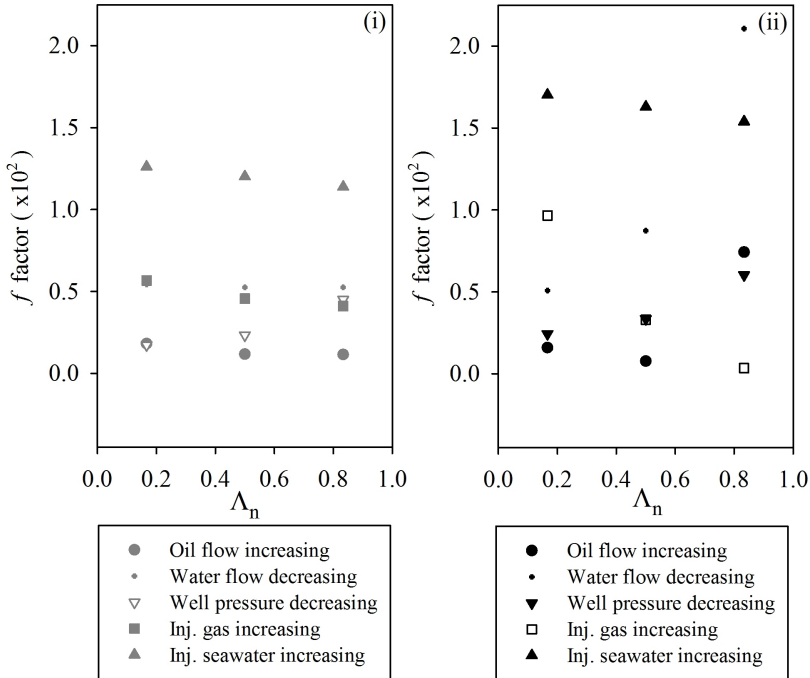 (i)
2.0
1.5
1.0
0.5
0.0
f factor ( x10²)
0.0 0.2 0.4 0.6 0.8 1.0
Λn
Oil flow increasing
Water flow decreasing
Well pressure decreasing
Inj. gas increasing
Inj. seawater increasing
(ii)
2.0
1.5
1.0
0.5
0.0
f factor ( x10²)
0.0 0.2 0.4 0.6 0.8 1.0
Λn
Oil flow increasing
Water flow decreasing
Well pressure decreasing
Inj. gas increasing
Inj. seawater increasing